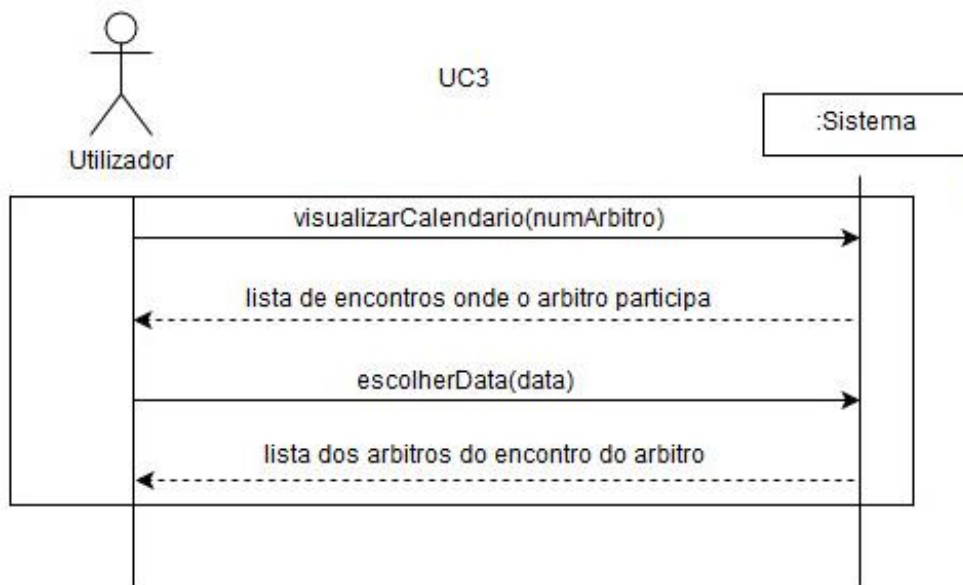 UC3
:Sistema
Utilizador
visualizarCalendario(numArbitro)
lista de encontros onde o arbitro participa
escolherData(data)
lista dos arbitros do encontro do arbitro